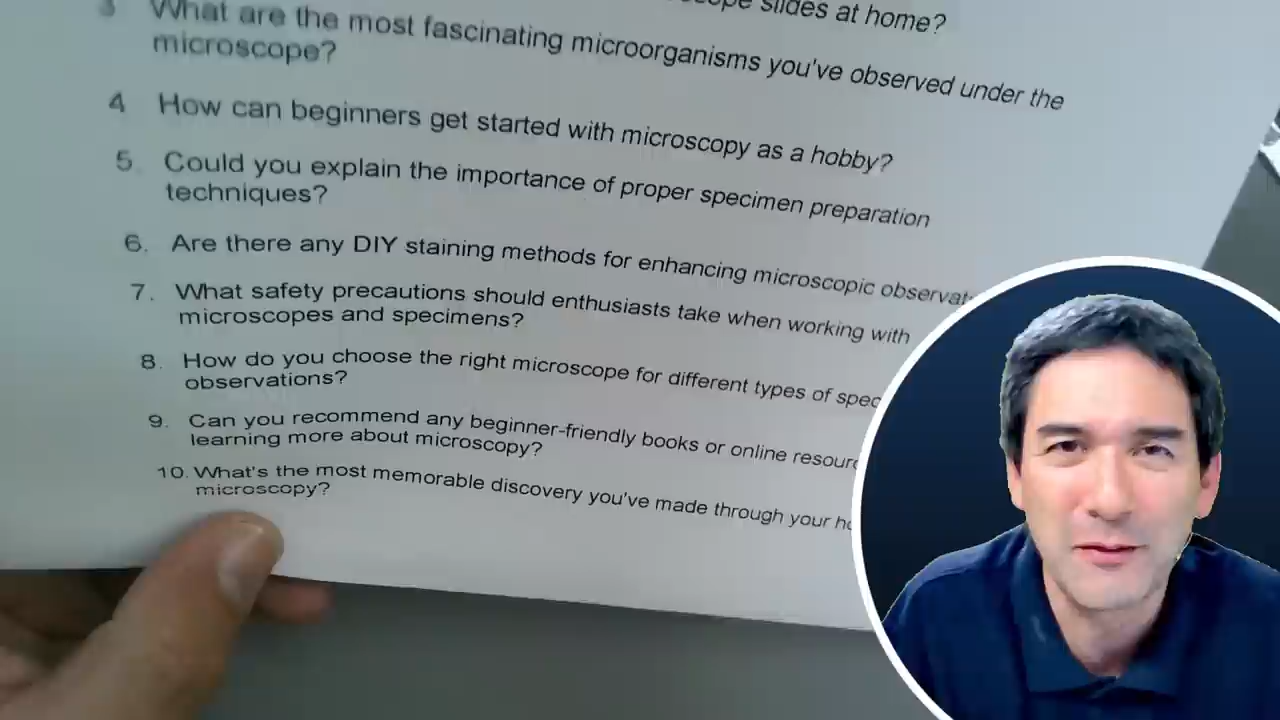 slides at home?
3 What are the most fascinating microorganisms you've observed under the
microscope?
4 How can beginners get started with microscopy as a hobby?
5. Could you explain the importance of proper specimen preparation
techniques?
6. Are there any DIY staining methods for enhancing microscopic
7. What safety precautions should enthusiasts take when working with
microscopes and specimens?
8. How do you choose the right microscope for different types of
observations?
9. Can you recommend any beginner-friendly books or online
learning more about microscopy?
10. What's the most memorable discovery you've made through your
microscopy?